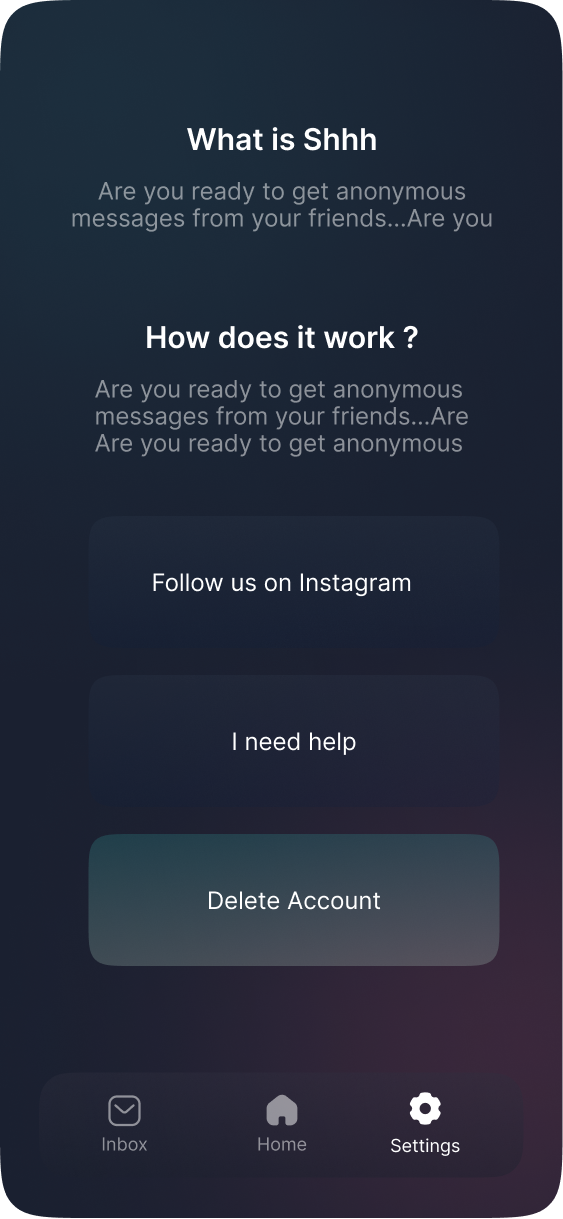 What is Shhh
Are you ready to get anonymous
messages from your friends...Are you
How does it work ?
Are you ready to get anonymous
messages from your friends...Are
Are you ready to get anonymous
Follow us on Instagram
I need help
Delete Account
Inbox
Home
Settings